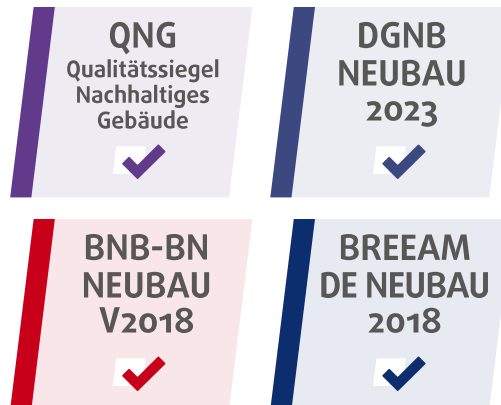 QNG
Qualitätssiegel
Nachhaltiges
Gebäude
DGNB
NEUBAU
2023
BNB-BN
NEUBAU
V2018
BREEAM
DE NEUBAU
2018